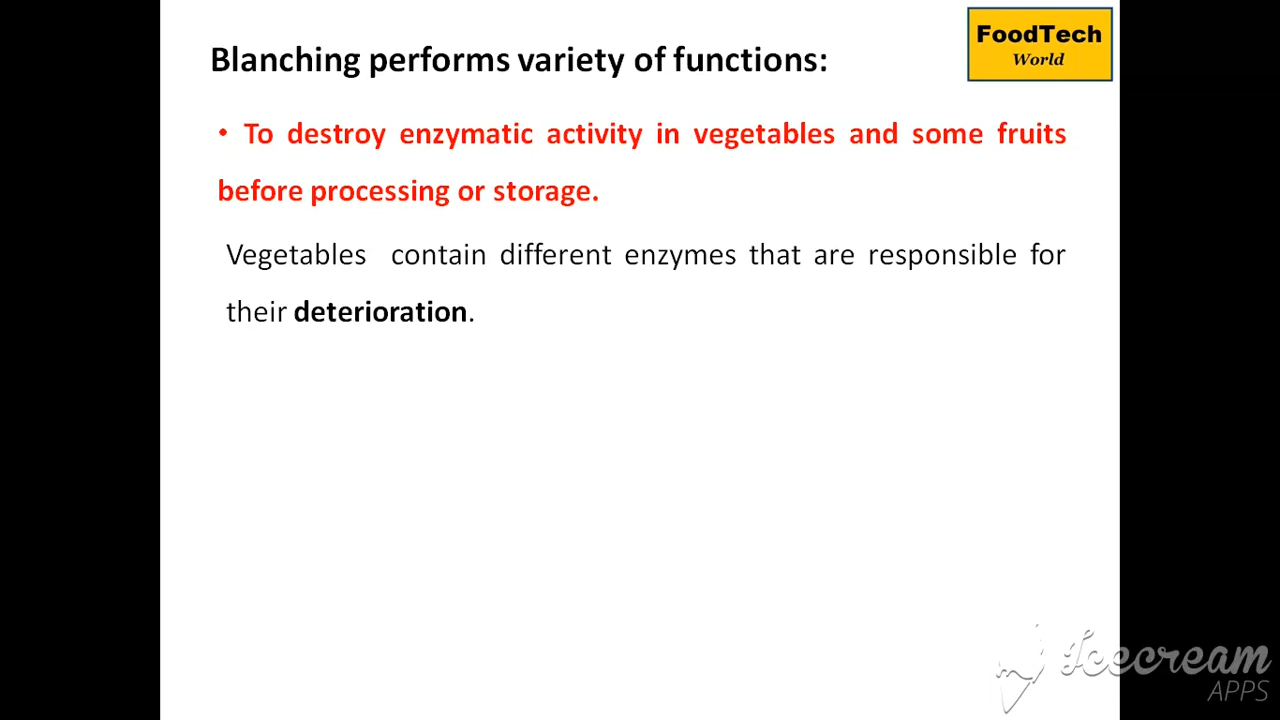 Blanching performs variety of functions:
FoodTech
World
• To destroy enzymatic activity in vegetables and some fruits
before processing or storage.
Vegetables contain different enzymes that are responsible for
their deterioration.
Icecream
APPS